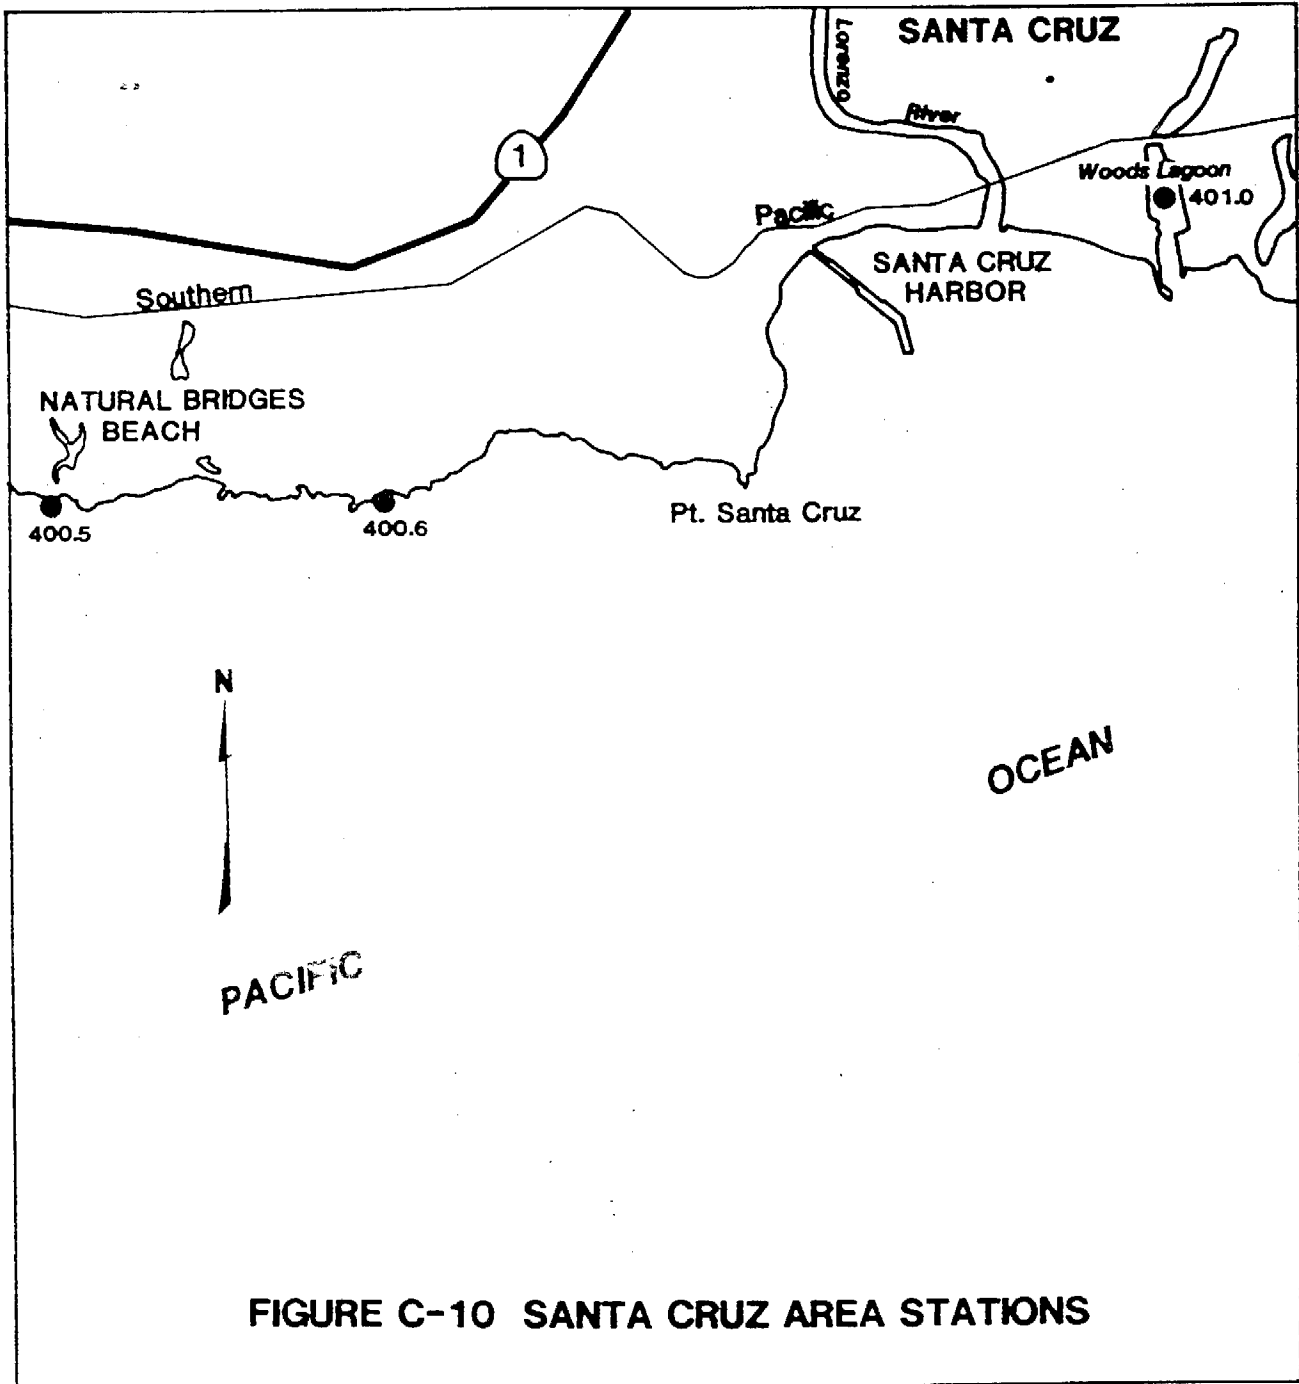 SANTA CRUZ
Lorenzo
River
1
Woods Lagoon
401.0
Pacific
SANTA CRUZ
HARBOR
Southern
NATURAL BRIDGES
BEACH
400.5
400.6
Pt. Santa Cruz
N
OCEAN
PACIFIC
FIGURE C-10 SANTA CRUZ AREA STATIONS